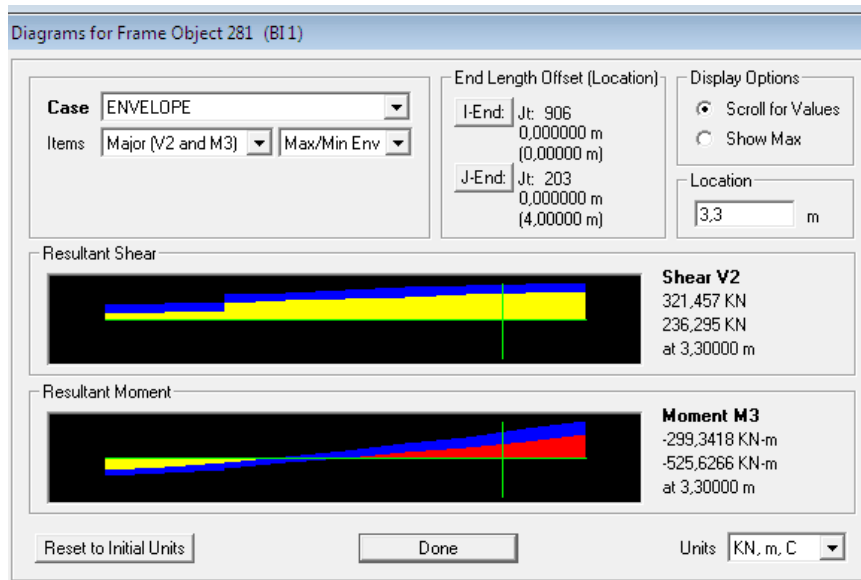 Diagrams for Frame Object 281 (BI1)
Case ENVELOPE
Items Major (V2 and M3) Max/Min Env
End Length Offset (Location)
I-End: Jt: 906
0,000000 m
(0,00000 m)
J-End: Jt: 203
0,000000 m
(4,00000 m)
Display Options
Scroll for Values
Show Max
Location
3,3 m
Resultant Shear
Shear V2
321,457 KN
236,295 KN
at 3,30000 m
Resultant Moment
Moment M3
-299,3418 KN-m
-525,6266 KN-m
at 3,30000 m
Reset to Initial Units Done Units KN, m, C